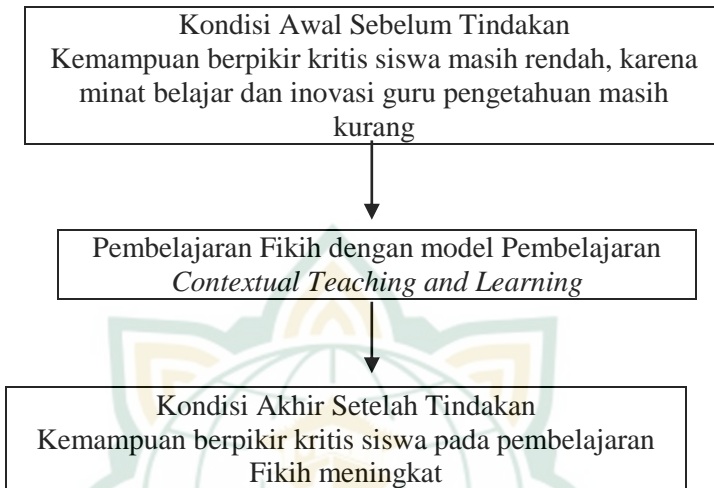 Kondisi Awal Sebelum Tindakan
Kemampuan berpikir kritis siswa masih rendah, karena
minat belajar dan inovasi guru pengetahuan masih
kurang
Pembelajaran Fikih dengan model Pembelajaran
Contextual Teaching and Learning
Kondisi Akhir Setelah Tindakan
Kemampuan berpikir kritis siswa pada pembelajaran
Fikih meningkat